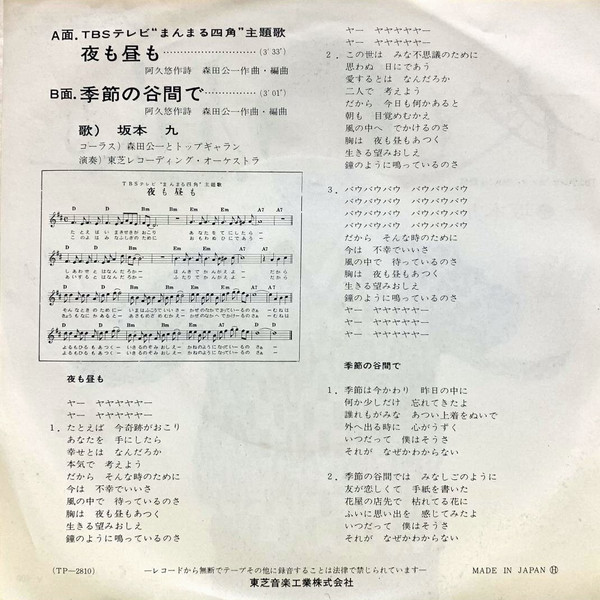 A面．TBSテレビ“まんまる四角”主題歌
夜も昼も……………………（3′33″）
阿久悠作詩　森田公一作曲・編曲
B面．季節の谷間で…………（3′01″）
阿久悠作詩　森田公一作曲・編曲
歌）　坂本　九
コーラス）森田公一とトップギャラン
演奏）東芝レコーディング・オーケストラ
TBSテレビ“まんまる四角”主題歌
夜も昼も
夜も昼も
ヤー　ヤヤヤヤヤー
ヤー　ヤヤヤヤヤー
1．たとえば　今奇跡がおこり
あなたを　手にしたら
幸せとは　なんだろか
本気で　考えよう
だから　そんな時のために
今は　不幸でいいさ
風の中で　待っているのさ
胸は　夜も昼もあつく
生きる望みおしえ
鐘のように鳴っているのさ
ヤー　ヤヤヤヤヤー
ヤー　ヤヤヤヤヤー
2．この世は　みな不思議のために
思わぬ　日にであう
愛するとは　なんだろか
二人で　考えよう
だから　今日も何かあると
朝も　目覚めむかえ
風の中へ　でかけるのさ
胸は　夜も昼もあつく
生きる望みおしえ
鐘のように鳴っているのさ
3．バウバウバウ　バウバウバウ
バウバウバウ　バウバウバウ
バウバウバウ　バウバウバウ
バウバウバウ　バウバウバウ
だから　そんな時のために
今は　不幸でいいさ
風の中で　待っているのさ
胸は　夜も昼もあつく
生きる望みおしえ
鐘のように鳴っているのさ
ヤー　ヤヤヤヤヤー
ヤー　ヤヤヤヤヤー
季節の谷間で
1．季節は今かわり　昨日の中に
何か少しだけ　忘れてきたよ
誰れもがみな　あつい上着をぬいで
外へ出る時に　心がうずく
いつだって　僕はそうさ
それが　なぜかわからない
2．季節の谷間では　みなしごのように
友が恋しくて　手紙を書いた
花屋の店先で　枯れてる花に
ふいに思い出を　感じてみたよ
いつだって　僕はそうさ
それが　なぜかわからない
（TP－2810）
―レコードから無断でテープその他に録音することは法律で禁じられています―
東芝音楽工業株式会社
MADE IN JAPAN Ⓗ